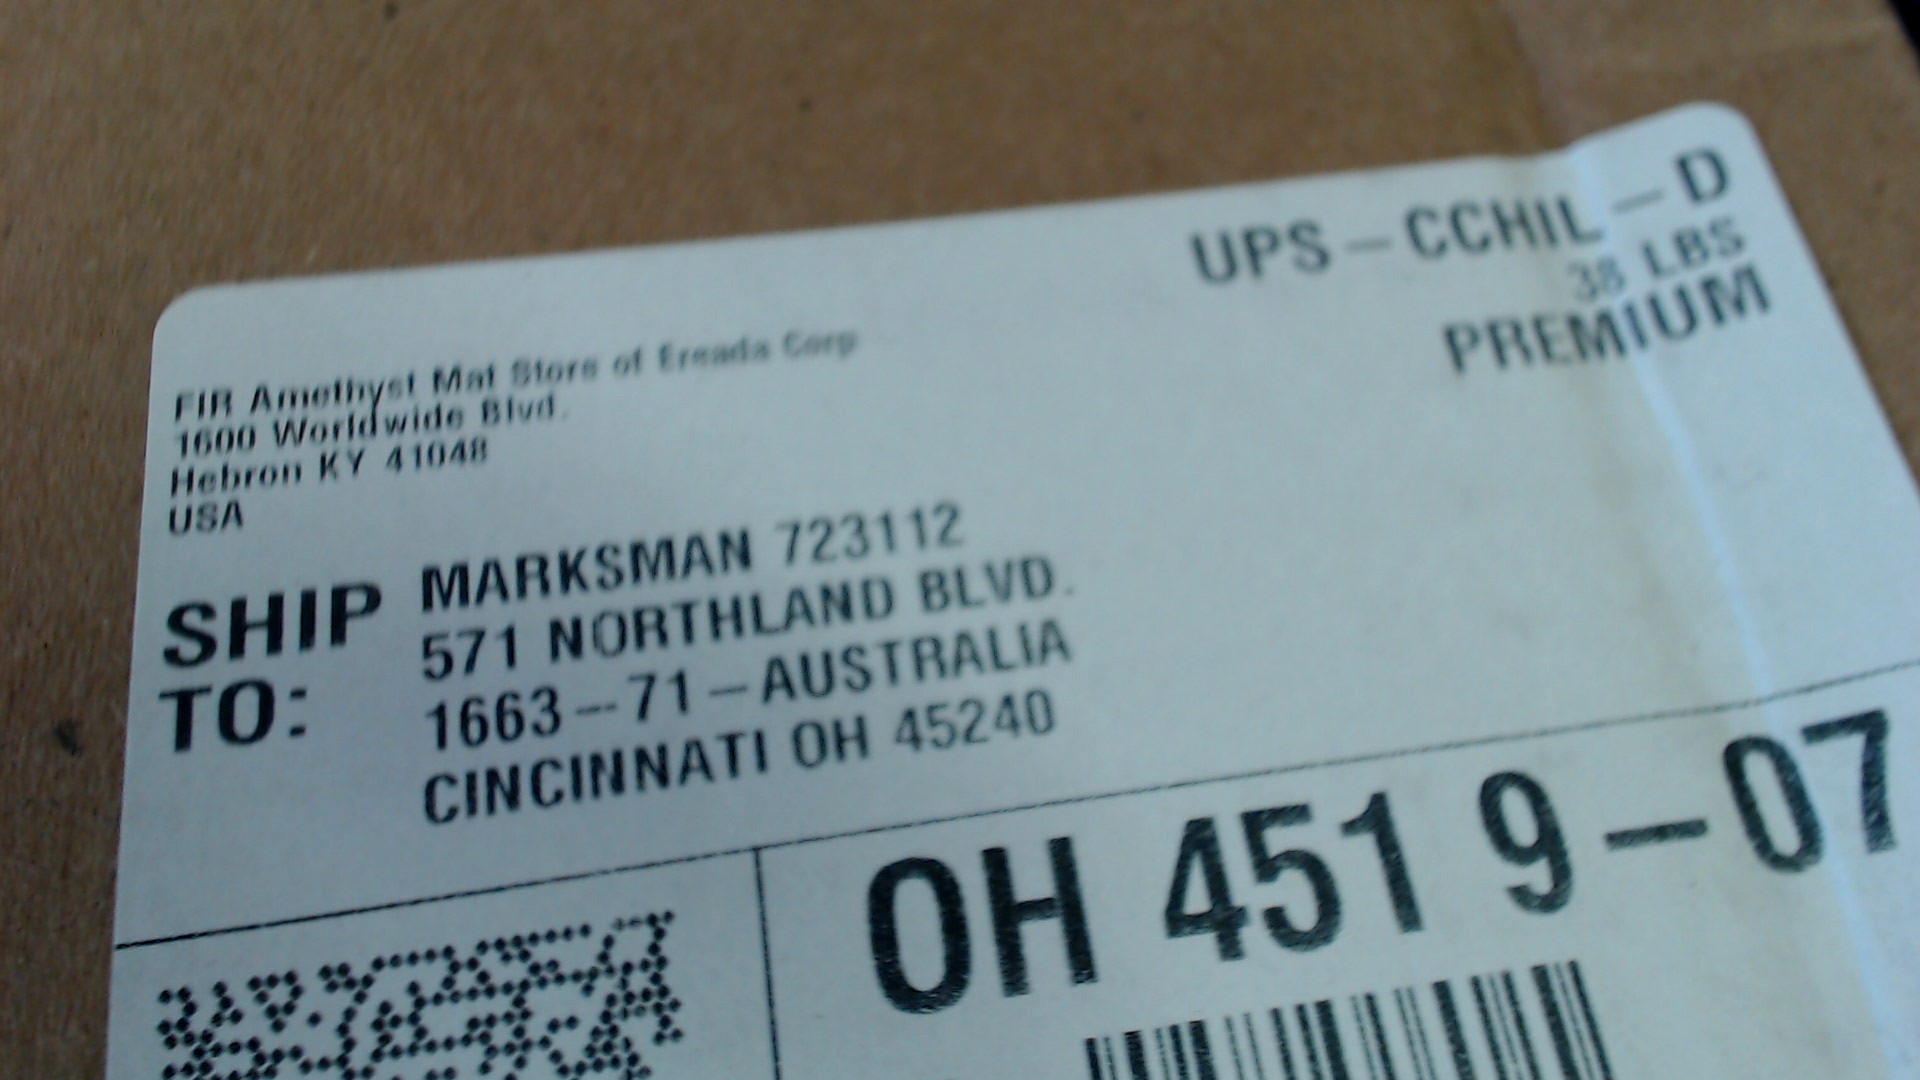 UPS – CCHIL – D
38 LBS
PREMIUM
FIR Amethyst Mat Store of Ereada Corp
1600 Worldwide Blvd.
Hebron KY 41048
USA
SHIP TO:
MARKSMAN 723112
571 NORTHLAND BLVD.
1663--71-AUSTRALIA
CINCINNATI OH 45240
OH 451 9-07